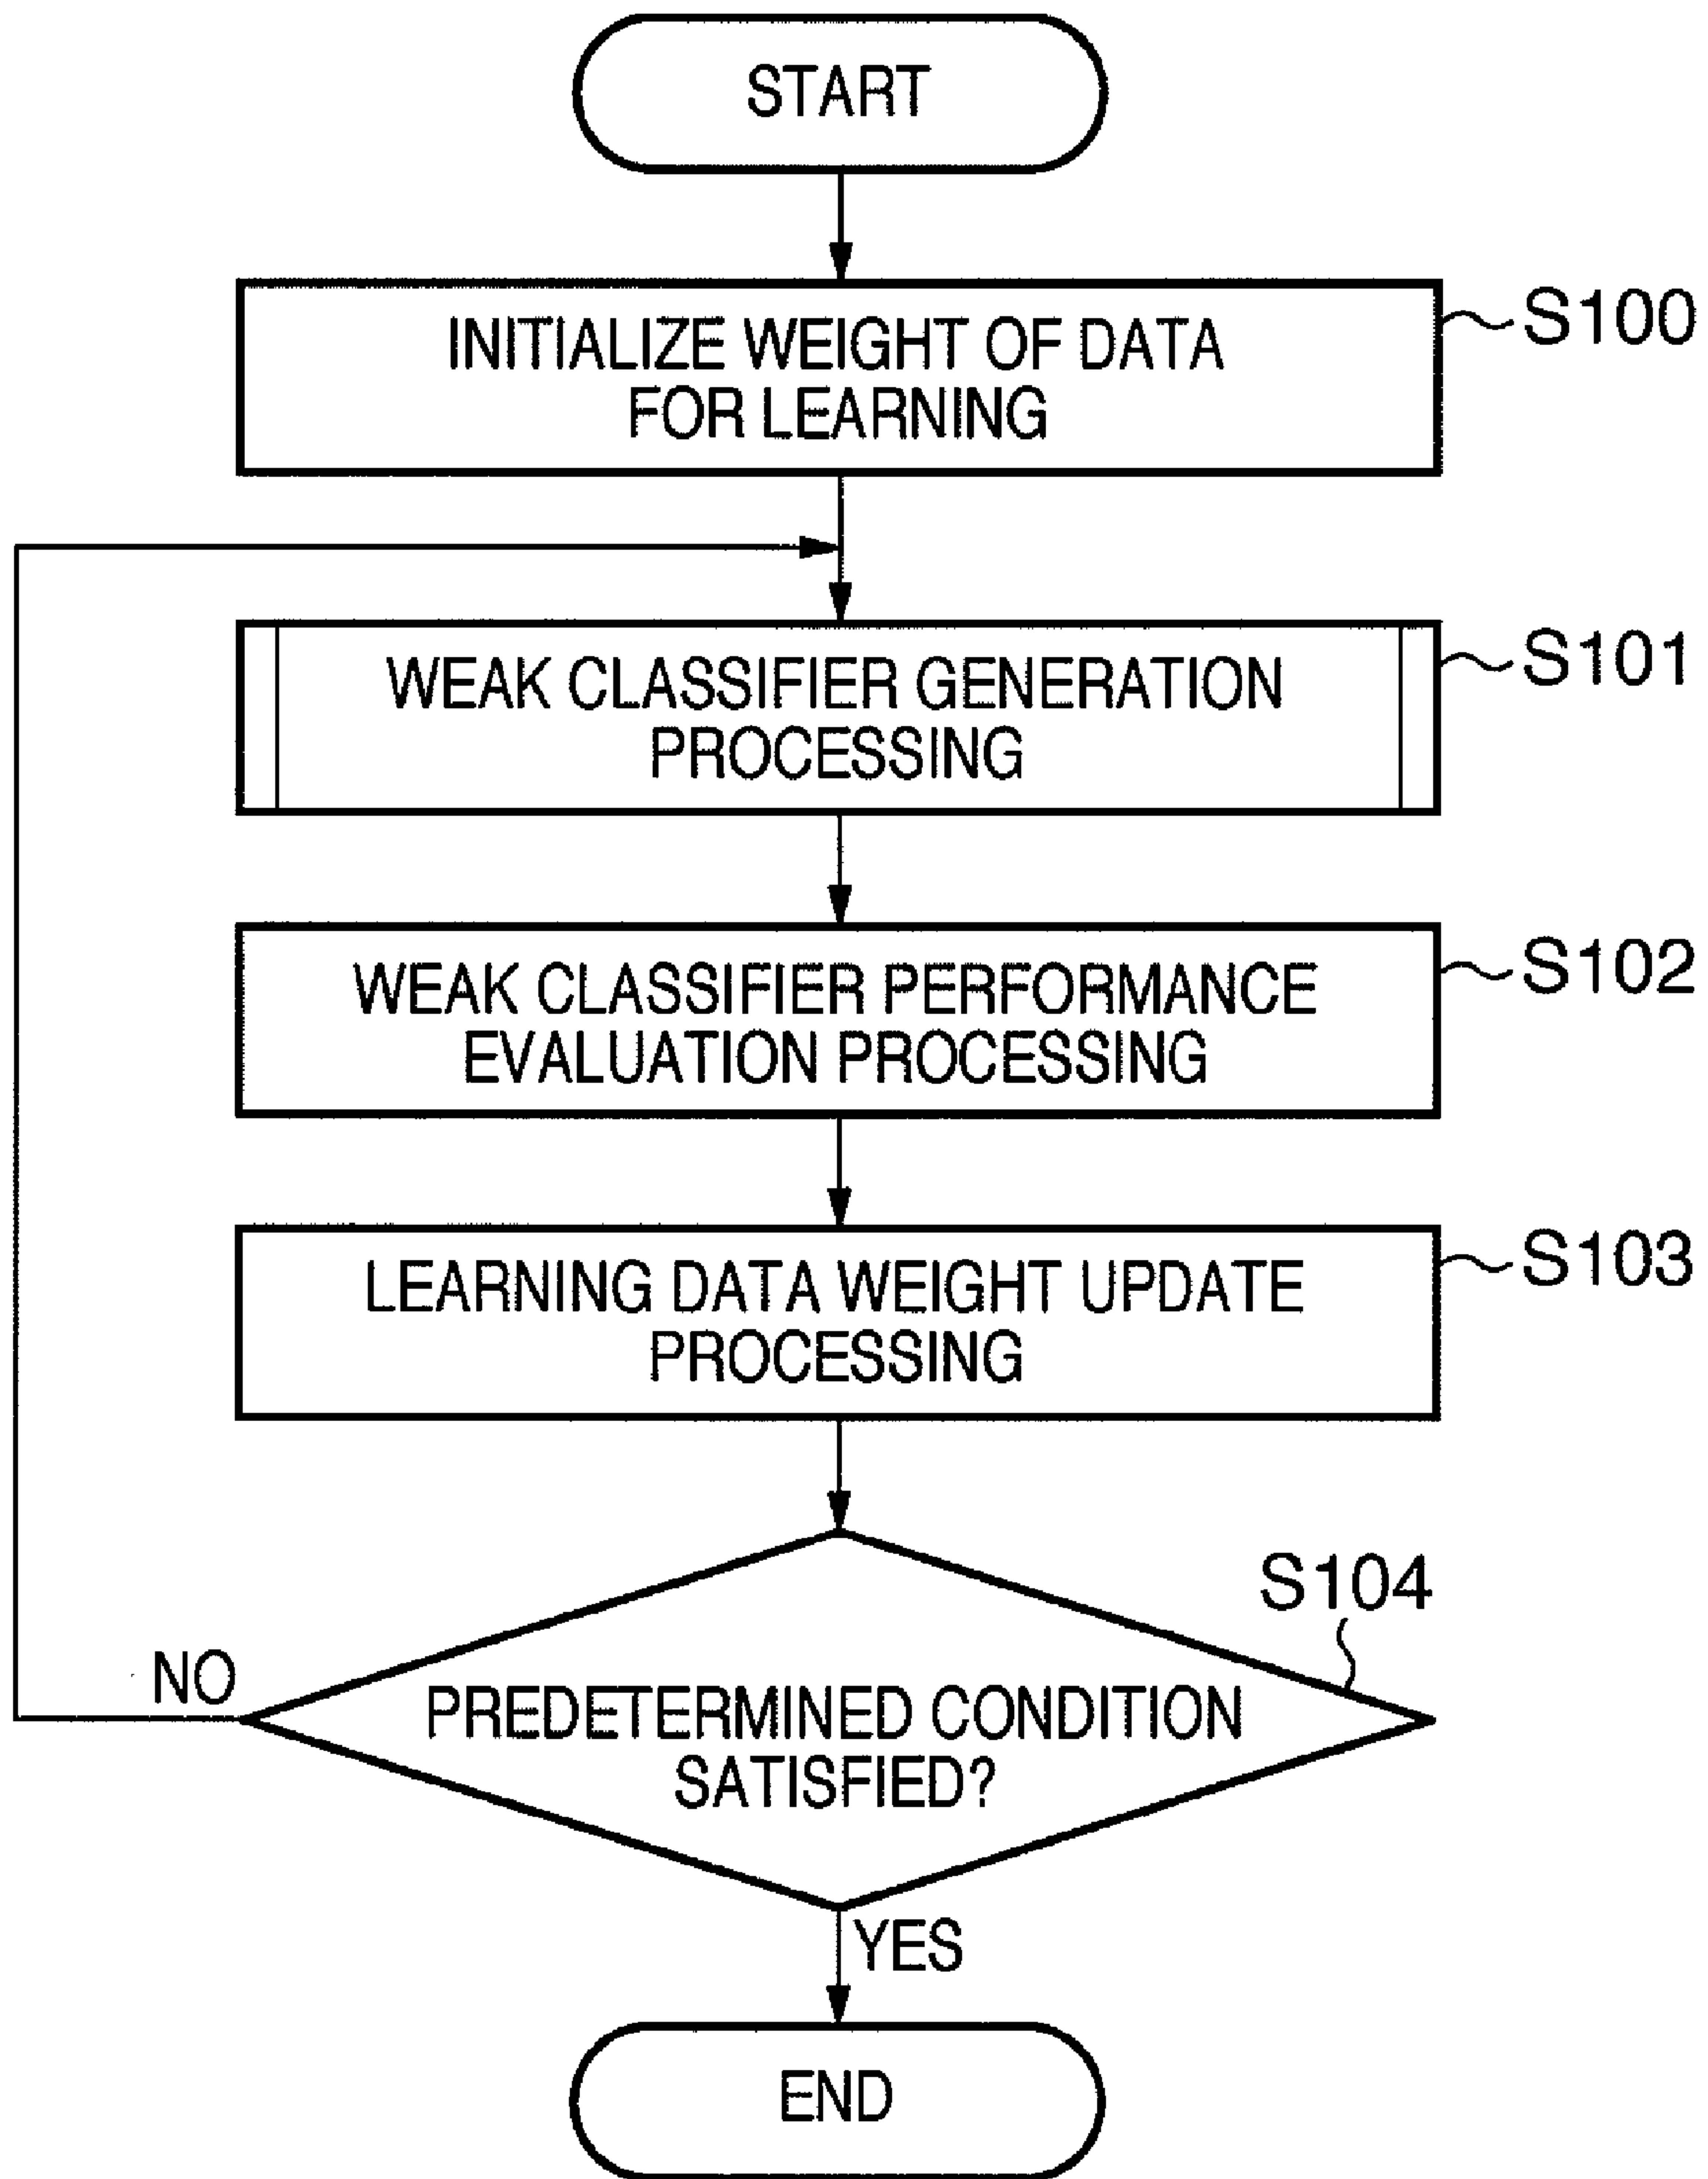 START
INITIALIZE WEIGHT OF DATA
FOR LEARNING
S100
WEAK CLASSIFIER GENERATION
PROCESSING
S101
WEAK CLASSIFIER PERFORMANCE
EVALUATION PROCESSING
S102
LEARNING DATA WEIGHT UPDATE
PROCESSING
S103
S104
NO
PREDETERMINED CONDITION
SATISFIED?
YES
END